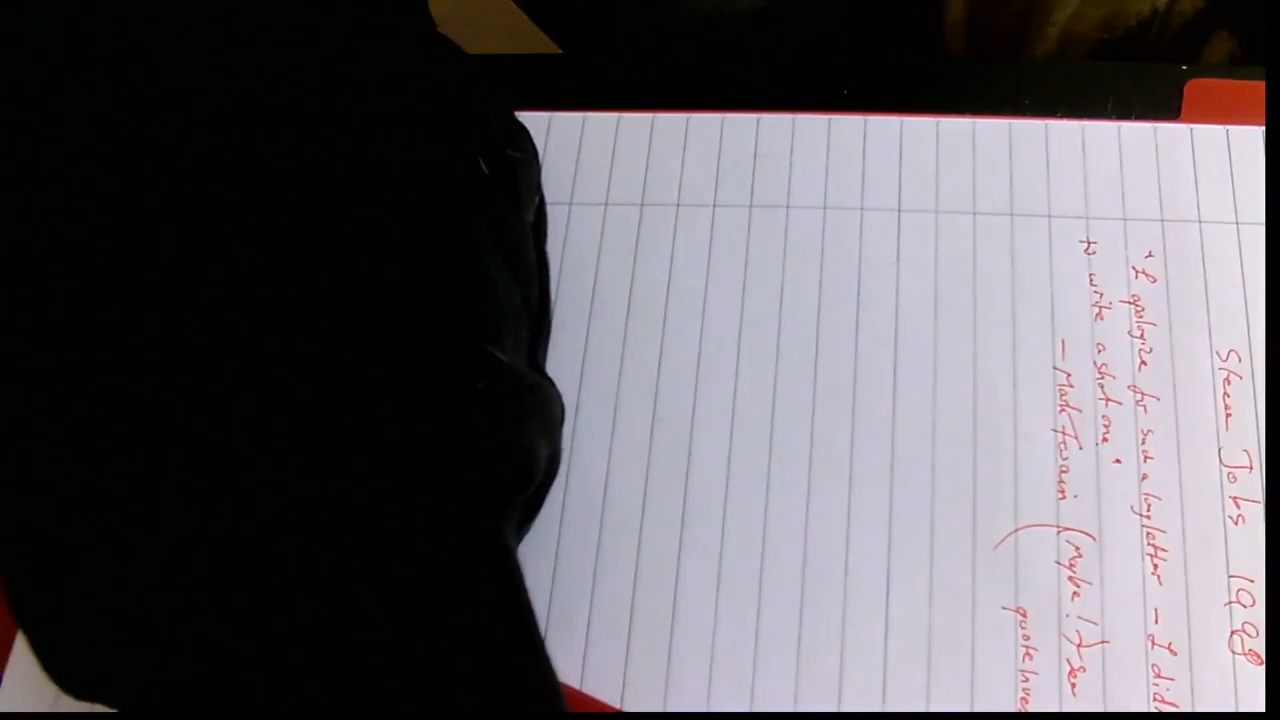 Steve Jobs 1998
"I apologize for such a long letter - I didn
to write a short one"
- Mark Twain (Maybe! } See
quote Inves